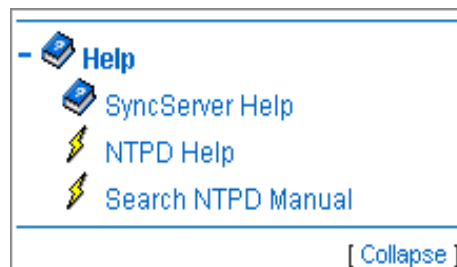 Help
SyncServer Help
NTPD Help
Search NTPD Manual
[ Collapse ]